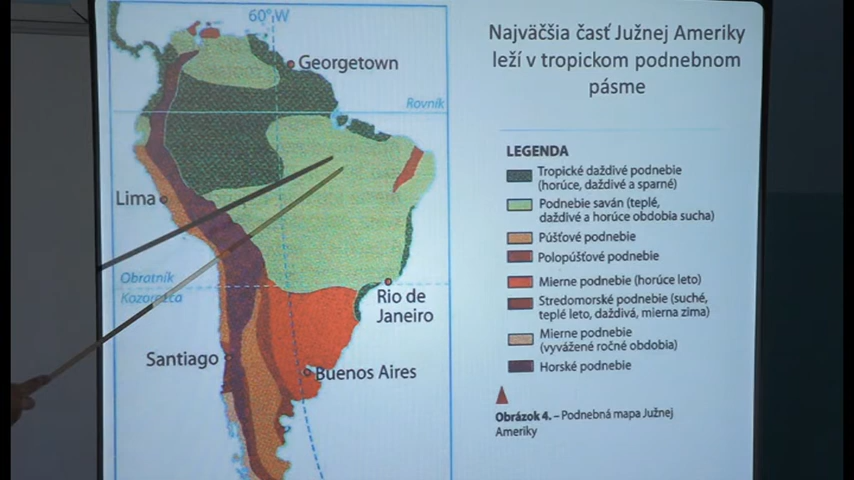 60° W
Georgetown
Rovník
Lima
Obratník
Kozorožca
Rio de
Janeiro
Santiago
Buenos Aires
Najväčšia časť Južnej Ameriky
leží v tropickom podnebnom
pásme
LEGENDA
Tropické daždivé podnebie
(horúce, daždivé a sparné)
Podnebie saván (teplé,
daždivé a horúce obdobia sucha)
Púšťové podnebie
Polopúšťové podnebie
Mierne podnebie (horúce leto)
Stredomorské podnebie (suché,
teplé leto, daždivá, mierna zima)
Mierne podnebie
(vyvážené ročné obdobia)
Horské podnebie
Obrázok 4. – Podnebná mapa Južnej
Ameriky